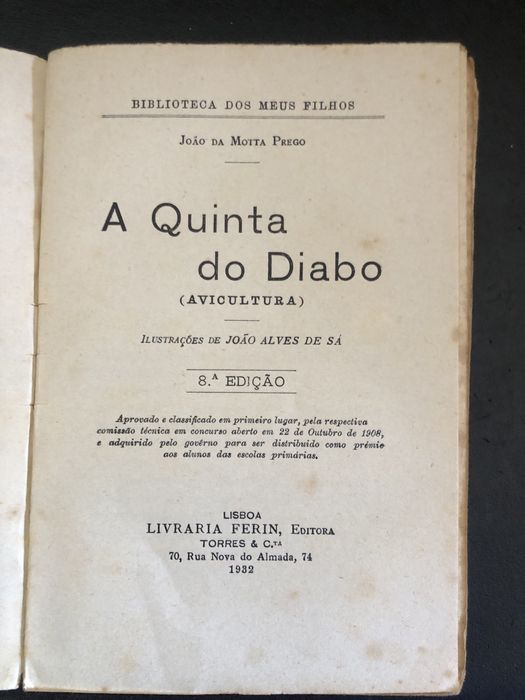 BIBLIOTECA DOS MEUS FILHOS
João da Motta Prego
A Quinta
do Diabo
(AVICULTURA)
Ilustrações de JOÃO ALVES DE SÁ
8.ª EDIÇÃO
Aprovado e classificado em primeiro lugar, pela respectiva
comissão técnica em concurso aberto em 22 de Outubro de 1908,
e adquirido pelo govêrno para ser distribuido como prémio
aos alunos das escolas primárias.
LISBOA
LIVRARIA FERIN, Editora
TORRES & C.TA
70, Rua Nova do Almada, 74
1932